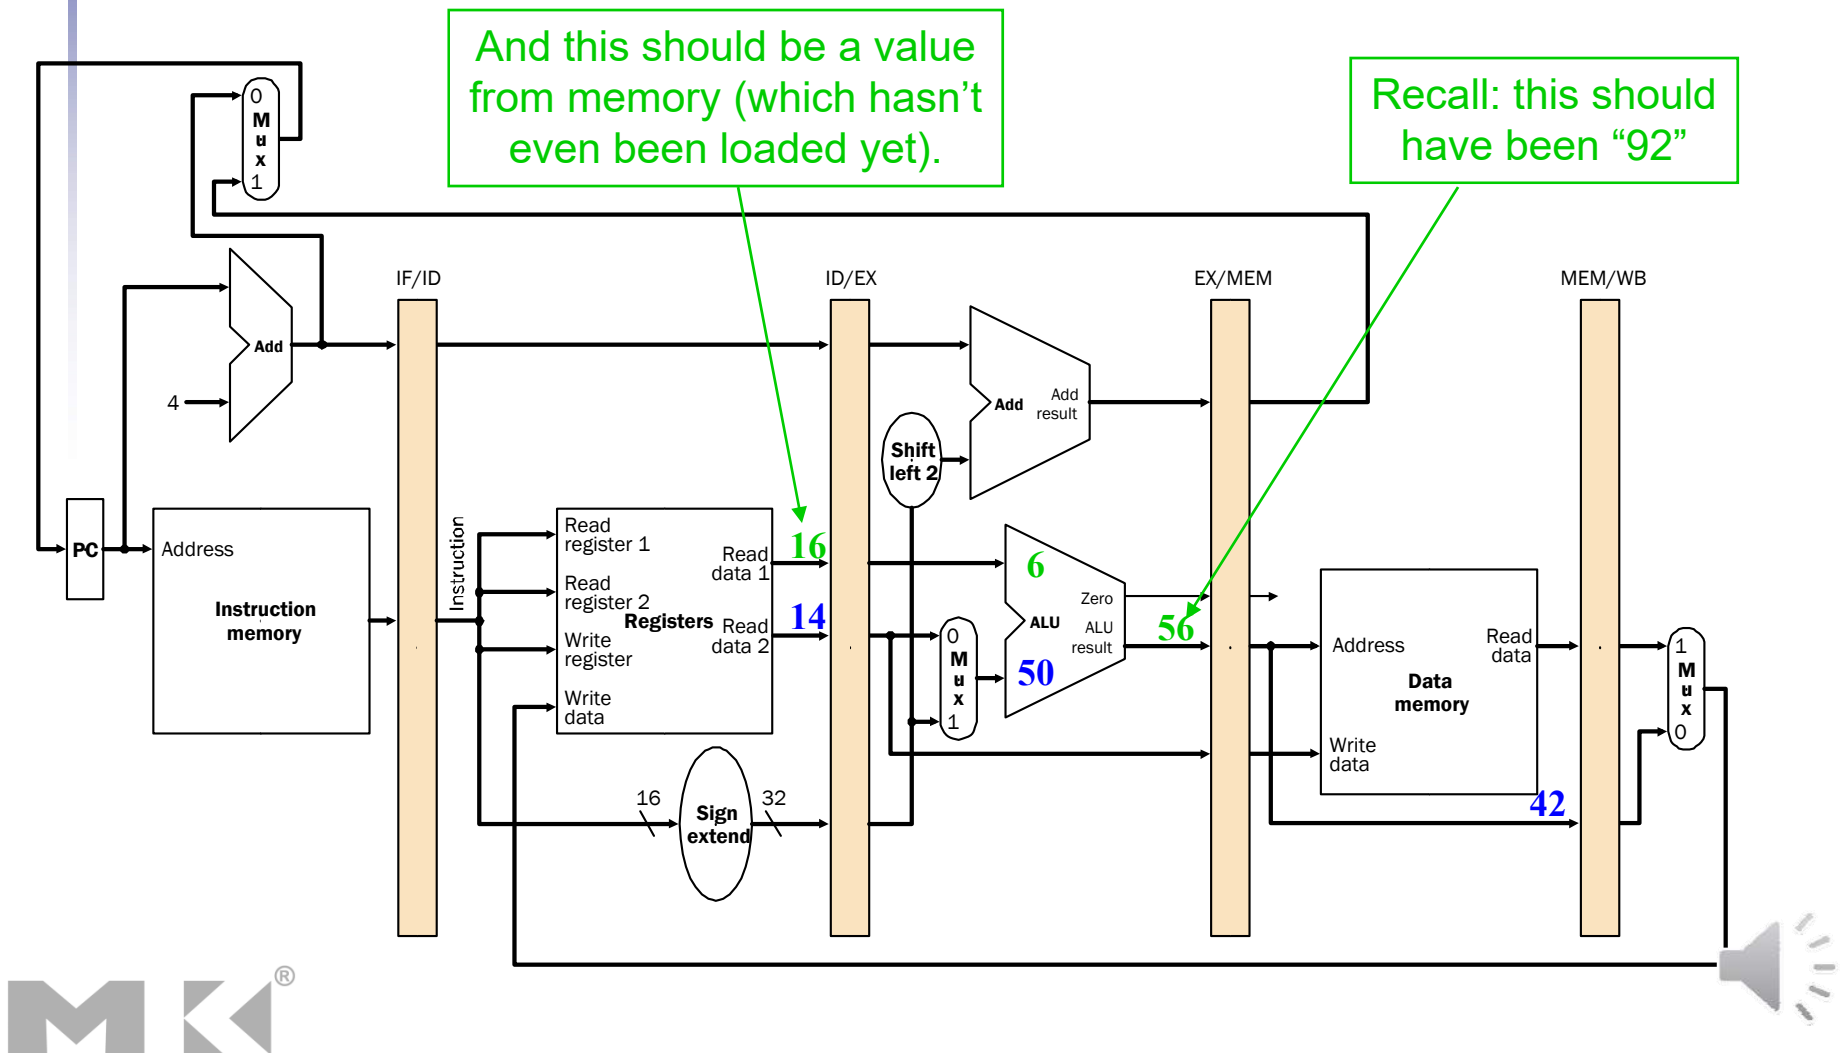 And this should be a value
from memory (which hasn't
even been loaded yet).
Recall: this should
have been “92”
0
M
u
x
1
Add
4
IF/ID
ID/EX
EX/MEM
MEM/WB
Add
Add
result
Shift
left 2
PC
Address
Instruction
memory
Instruction
Read
register 1
Read
register 2
Write
register
Write
data
Registers
Read
data 1
Read
data 2
16
14
16
Sign
extend
32
0
M
u
x
1
6
50
ALU
Zero
ALU
result
56
Address
Read
data
Data
memory
Write
data
42
1
M
u
x
0
MK®